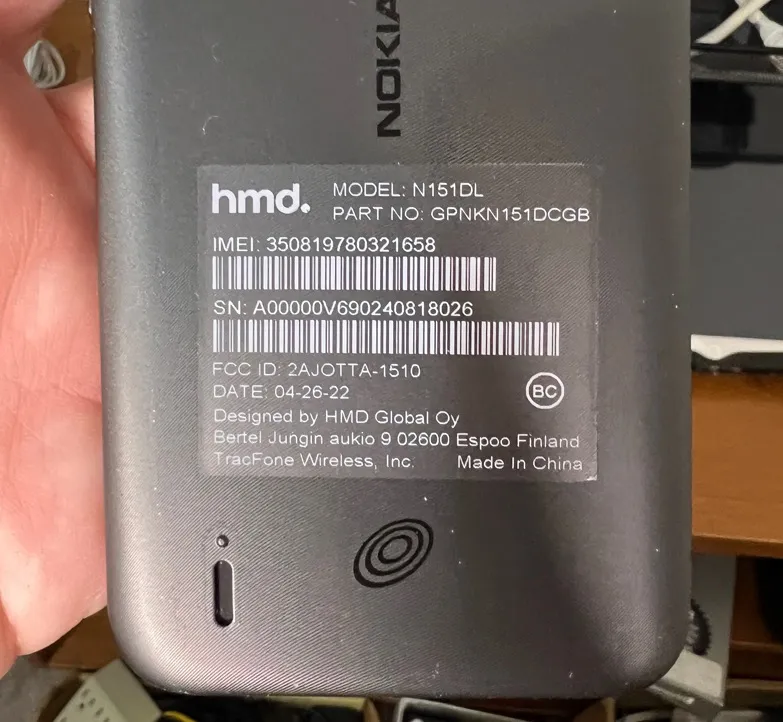 NOKIA
hmd.
MODEL: N151DL
PART NO: GPNKN151DCGB
IMEI: 350819780321658
SN: A00000V690240818026
FCC ID: 2AJOTTA-1510
DATE: 04-26-22
BC
Designed by HMD Global Oy
Bertel Jungin aukio 9 02600 Espoo Finland
TracFone Wireless, Inc. Made In China